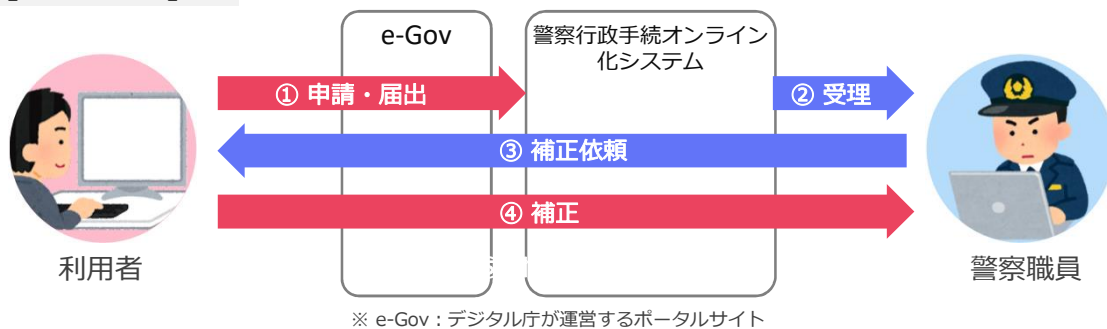 e-Gov
警察行政手続オンライン
化システム
① 申請・届出
② 受理
③ 補正依頼
④ 補正
利用者
警察職員
※ e-Gov:デジタル庁が運営するポータルサイト